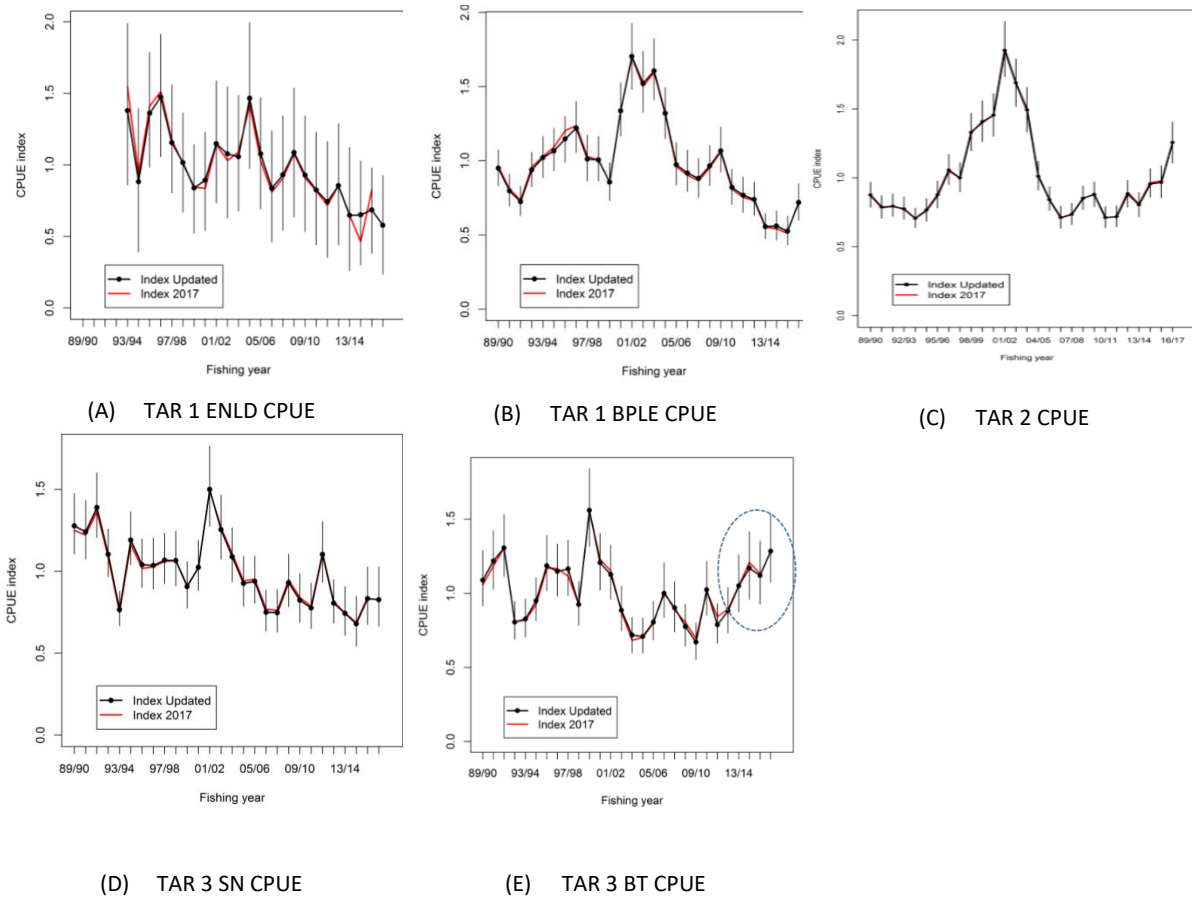 2.0
1.5
1.0
0.5
0.0
CPUE index
Index Updated
Index 2017
89/90 93/94 97/98 01/02 05/06 09/10 13/14
Fishing year
(A) TAR 1 ENLD CPUE
2.0
1.5
1.0
0.5
0.0
CPUE index
Index Updated
Index 2017
89/90 93/94 97/98 01/02 05/06 09/10 13/14
Fishing year
(B) TAR 1 BPLE CPUE
2.0
1.5
1.0
0.5
0.0
CPUE index
Index Updated
Index 2017
89/90 92/93 95/96 98/99 01/02 04/05 07/08 10/11 13/14 16/17
Fishing year
(C) TAR 2 CPUE
1.5
1.0
0.5
0.0
CPUE index
Index Updated
Index 2017
89/90 93/94 97/98 01/02 05/06 09/10 13/14
Fishing year
(D) TAR 3 SN CPUE
1.5
1.0
0.5
0.0
CPUE index
Index Updated
Index 2017
89/90 93/94 97/98 01/02 05/06 09/10 13/14
Fishing year
(E) TAR 3 BT CPUE